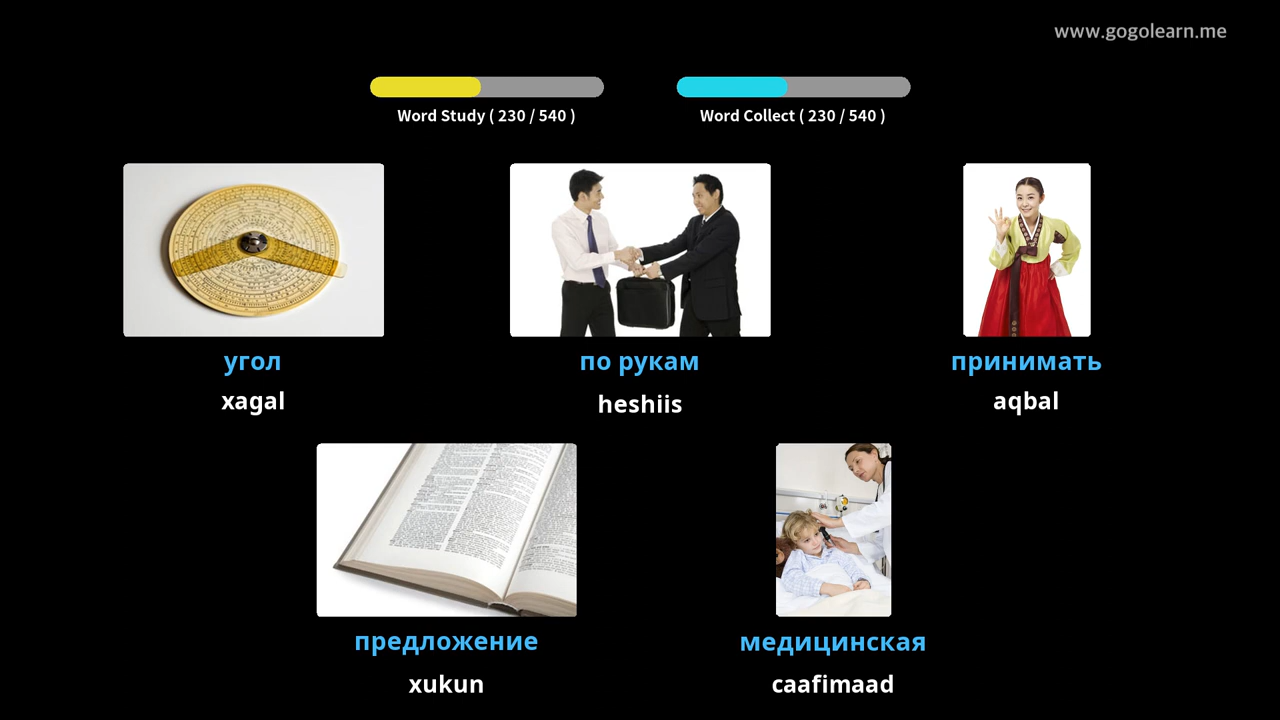 www.gogolearn.me
Word Study ( 230 / 540 )
Word Collect ( 230 / 540 )
угол
xagal
по рукам
heshiis
принимать
aqbal
предложение
xukun
медицинская
caafimaad